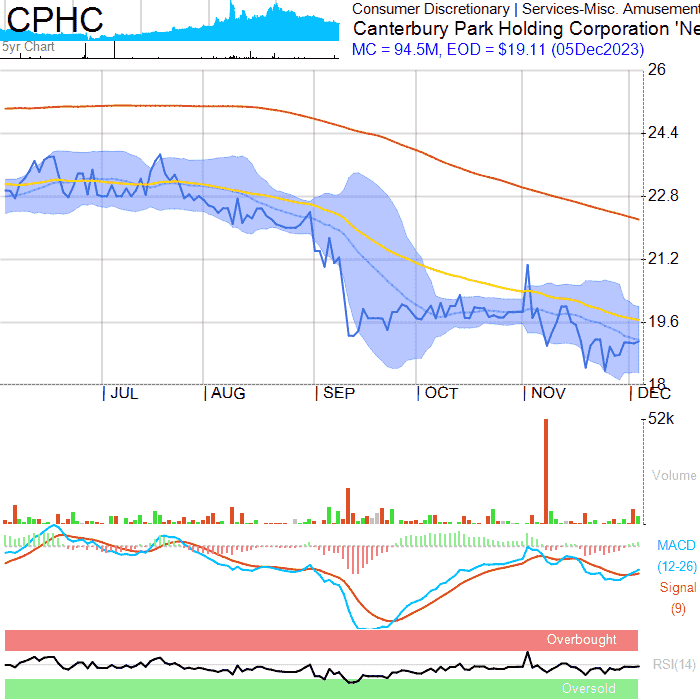 CPHC
Consumer Discretionary | Services-Misc. Amusement
5yr Chart
Canterbury Park Holding Corporation 'Ne
MC = 94.5M, EOD = $19.11 (05Dec2023)
26
24.4
22.8
21.2
19.6
18
| JUL | AUG | SEP | OCT | NOV | DEC
52k
Volume
MACD
(12-26)
Signal
(9)
Overbought
RSI(14)
Oversold